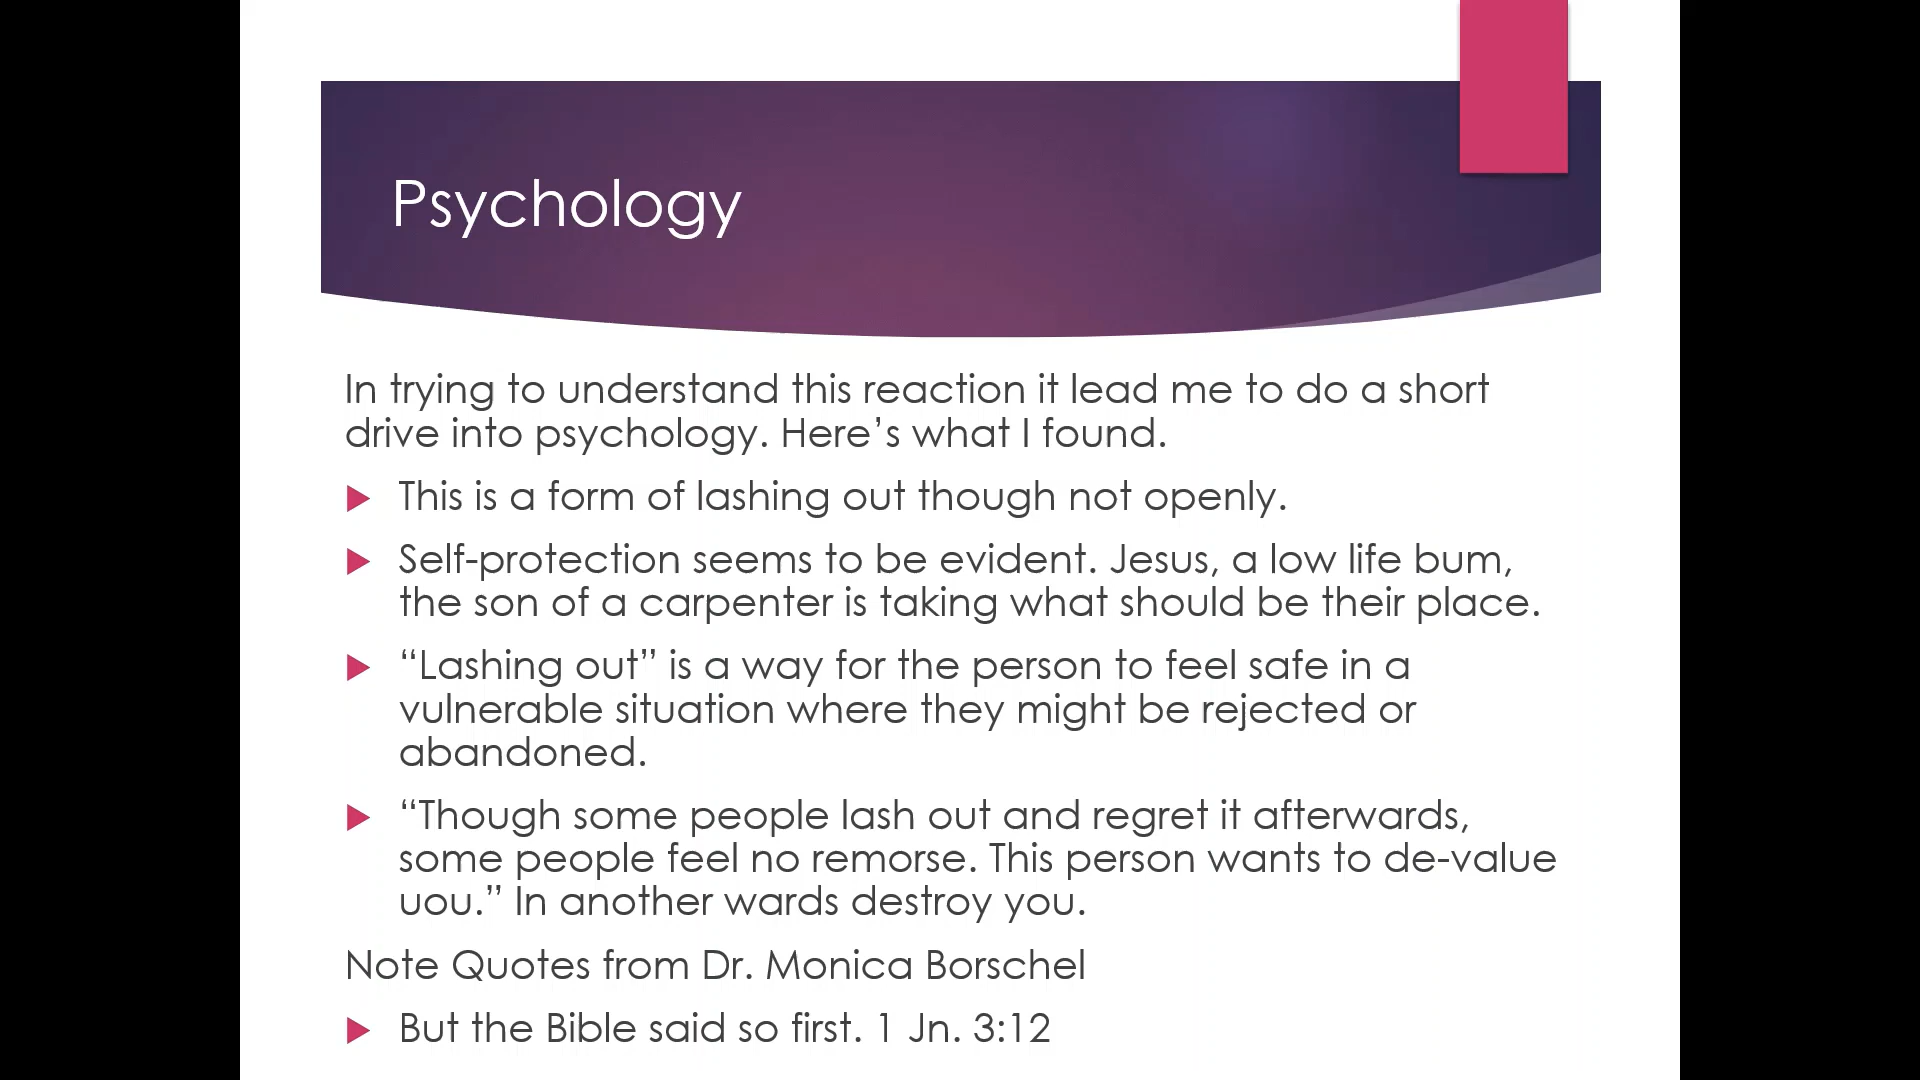 Psychology
In trying to understand this reaction it lead me to do a short
drive into psychology. Here’s what I found.
This is a form of lashing out though not openly.
Self-protection seems to be evident. Jesus, a low life bum,
the son of a carpenter is taking what should be their place.
“Lashing out” is a way for the person to feel safe in a
vulnerable situation where they might be rejected or
abandoned.
“Though some people lash out and regret it afterwards,
some people feel no remorse. This person wants to de-value
uou.” In another wards destroy you.
Note Quotes from Dr. Monica Borschel
But the Bible said so first. 1 Jn. 3:12